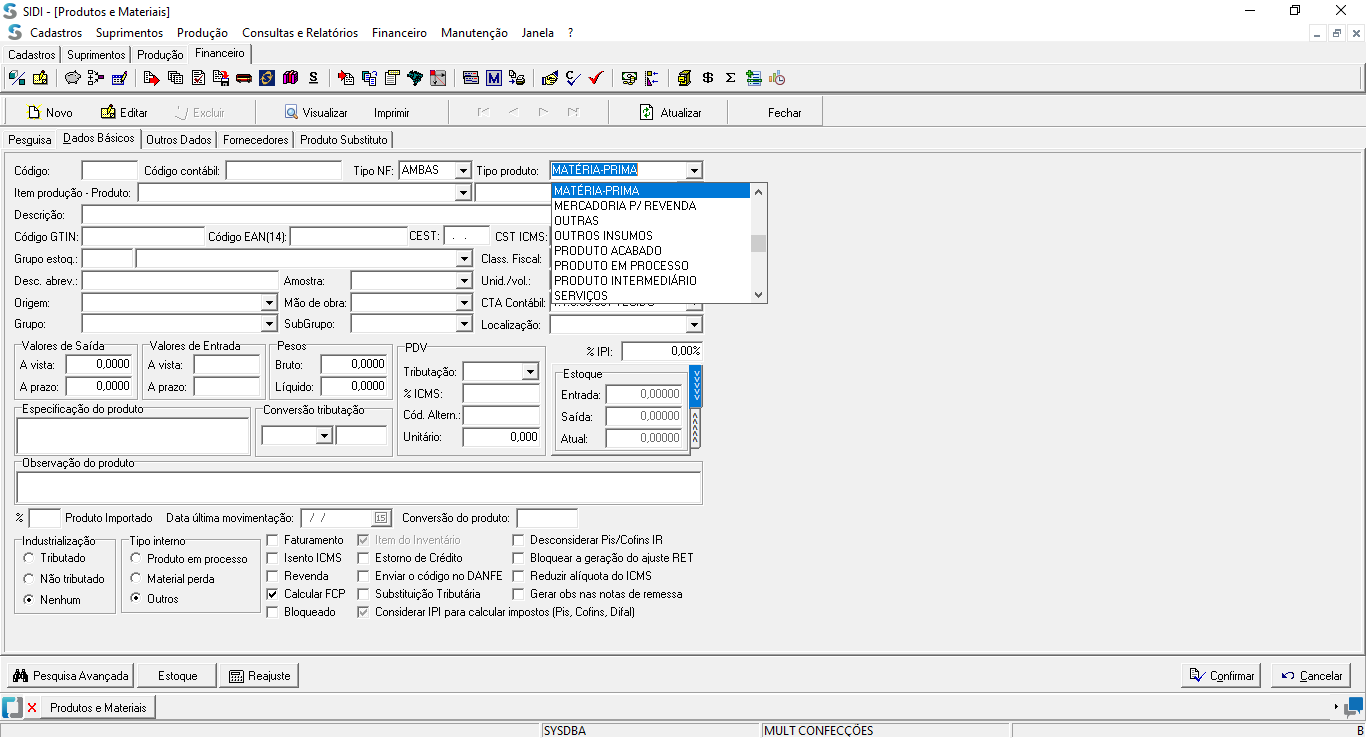 SIDI - [Produtos e Materiais]
Cadastros Suprimentos Produção Consultas e Relatórios Financeiro Manutenção Janela ?
Cadastros Suprimentos Produção Financeiro
Novo Editar Excluir Visualizar Imprimir Atualizar Fechar
Pesquisa Dados Básicos Outros Dados Fornecedores Produto Substituto
Código: Código contábil: Tipo NF: AMBAS Tipo produto: MATÉRIA-PRIMA
Item produção - Produto: MATÉRIA-PRIMA
MERCADORIA P/ REVENDA
Descrição: OUTRAS
Código GTIN: Código EAN(14): CEST: . . CST ICMS: OUTROS INSUMOS
PRODUTO ACABADO
Grupo estoq.: Class. Fiscal: PRODUTO EM PROCESSO
Desc. abrev.: Amostra: Unid./vol.: PRODUTO INTERMEDIÁRIO
SERVIÇOS
Origem: Mão de obra: CTA Contábil:
Grupo: SubGrupo: Localização:
Valores de Saída Valores de Entrada Pesos PDV % IPI: 0,00%
A vista: 0,0000 A vista: Bruto: 0,0000 Tributação: Estoque
A prazo: 0,0000 A prazo: Líquido: 0,0000 % ICMS: Entrada: 0,00000
Especificação do produto Conversão tributação Cód. Altern.: Saída: 0,00000
Unitário: 0,000 Atual: 0,00000
Observação do produto
% Produto Importado Data última movimentação: / / 15 Conversão do produto:
Industrialização Tipo interno Faturamento Item do Inventário Desconsiderar Pis/Cofins IR
Tributado Produto em processo Isento ICMS Estorno de Crédito Bloquear a geração do ajuste RET
Não tributado Material perda Revenda Enviar o código no DANFE Reduzir alíquota do ICMS
Nenhum Outros Calcular FCP Substituição Tributária Gerar obs nas notas de remessa
Bloqueado Considerar IPI para calcular impostos (Pis, Cofins, Difal)
Pesquisa Avançada Estoque Reajuste Confirmar Cancelar
Produtos e Materiais
SYSDBA MULT CONFECÇÕES B